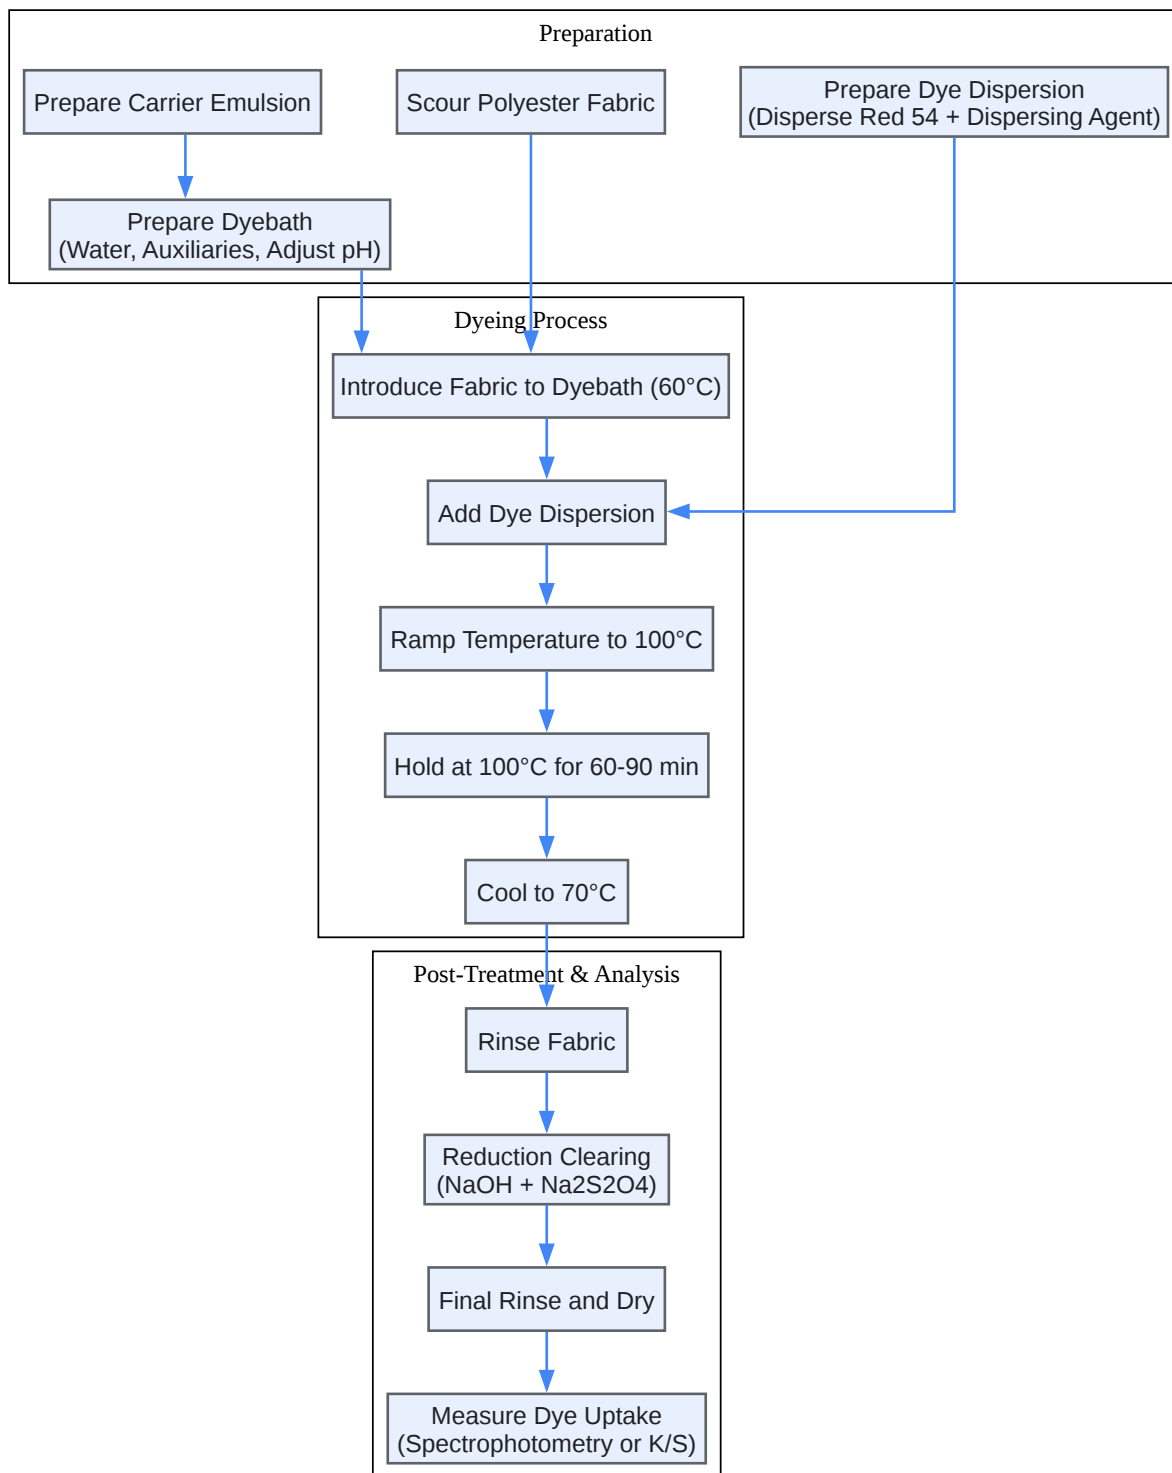 Preparation
Prepare Carrier Emulsion
Scour Polyester Fabric
Prepare Dye Dispersion
(Disperse Red 54 + Dispersing Agent)
Prepare Dyebath
(Water, Auxiliaries, Adjust pH)
Dyeing Process
Introduce Fabric to Dyebath (60°C)
Add Dye Dispersion
Ramp Temperature to 100°C
Hold at 100°C for 60-90 min
Cool to 70°C
Post-Treatment & Analysis
Rinse Fabric
Reduction Clearing
(NaOH + Na2S2O4)
Final Rinse and Dry
Measure Dye Uptake
(Spectrophotometry or K/S)